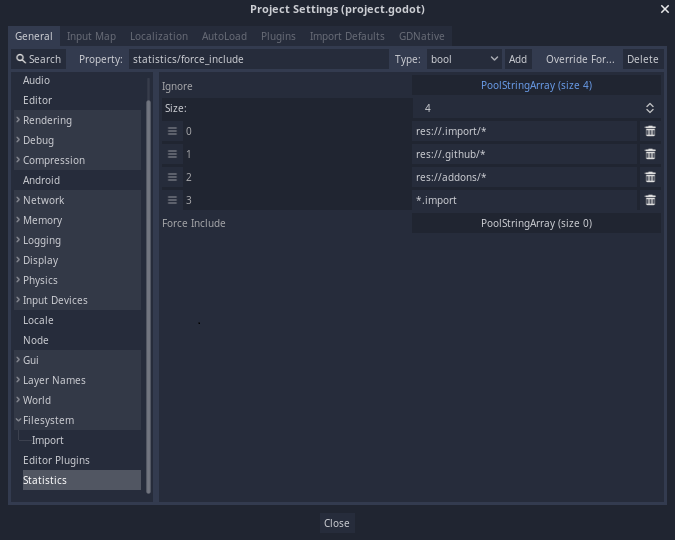 Project Settings (project.godot)
General Input Map Localization AutoLoad Plugins Import Defaults GDNative
Search Property: statistics/force_include Type: bool Add Override For... Delete
Audio
Editor
Rendering
Debug
Compression
Android
Network
Memory
Logging
Display
Physics
Input Devices
Locale
Node
Gui
Layer Names
World
Filesystem
Import
Editor Plugins
Statistics
Ignore PoolStringArray (size 4)
Size: 4
0 res://.import/*
1 res://.github/*
2 res://addons/*
3 *.import
Force Include PoolStringArray (size 0)
Close